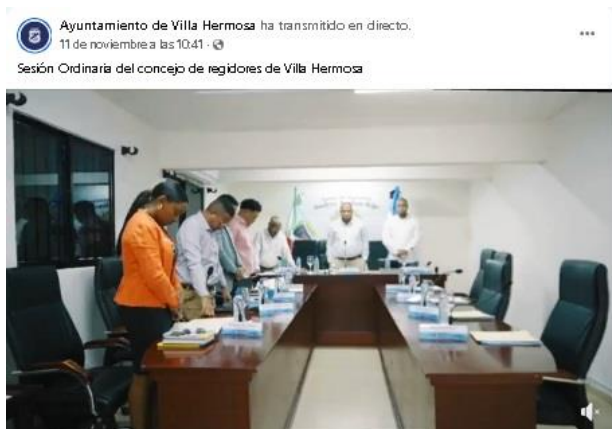 Ayuntamiento de Villa Hermosa ha transmitido en directo.
11 de noviembre a las 10:41 ·
Sesión Ordinaria del concejo de regidores de Villa Hermosa